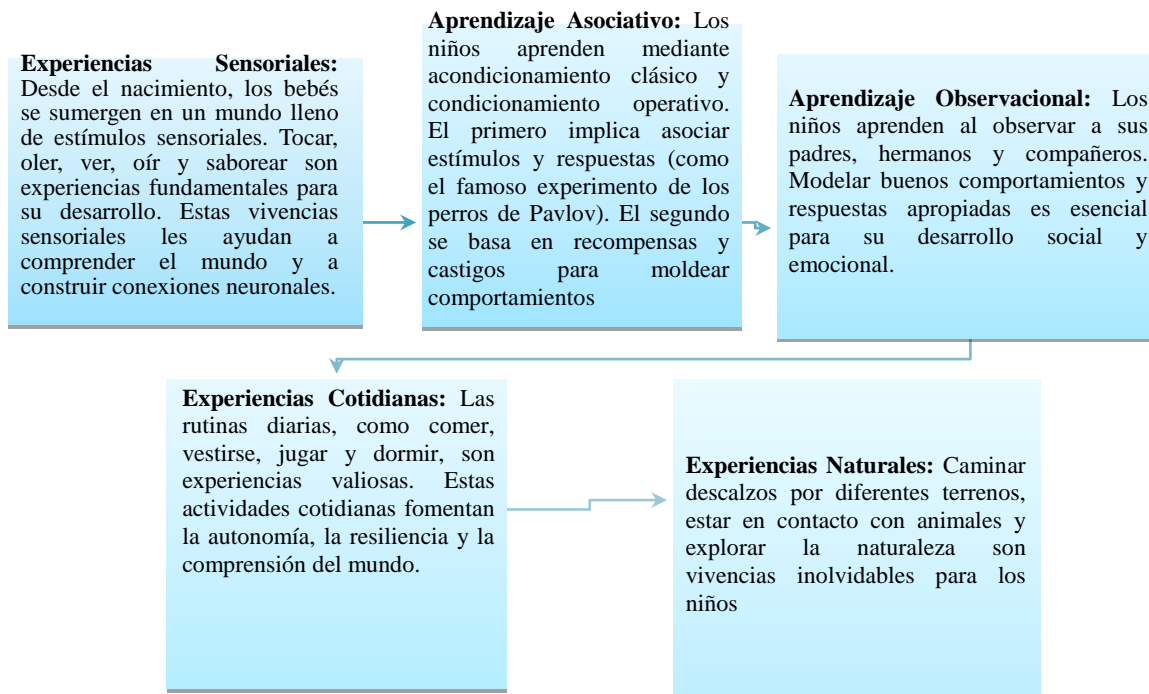 Experiencias Sensoriales:
Desde el nacimiento, los bebés
se sumergen en un mundo lleno
de estímulos sensoriales. Tocar,
oler, ver, oír y saborear son
experiencias fundamentales para
su desarrollo. Estas vivencias
sensoriales les ayudan a
comprender el mundo y a
construir conexiones neuronales.
Aprendizaje Asociativo: Los
niños aprenden mediante
acondicionamiento clásico y
condicionamiento operativo.
El primero implica asociar
estímulos y respuestas (como
el famoso experimento de los
perros de Pavlov). El segundo
se basa en recompensas y
castigos para moldear
comportamientos
Aprendizaje Observacional: Los
niños aprenden al observar a sus
padres, hermanos y compañeros.
Modelar buenos comportamientos y
respuestas apropiadas es esencial
para su desarrollo social y
emocional.
Experiencias Cotidianas: Las
rutinas diarias, como comer,
vestirse, jugar y dormir, son
experiencias valiosas. Estas
actividades cotidianas fomentan
la autonomía, la resiliencia y la
comprensión del mundo.
Experiencias Naturales: Caminar
descalzos por diferentes terrenos,
estar en contacto con animales y
explorar la naturaleza son
vivencias inolvidables para los
niños